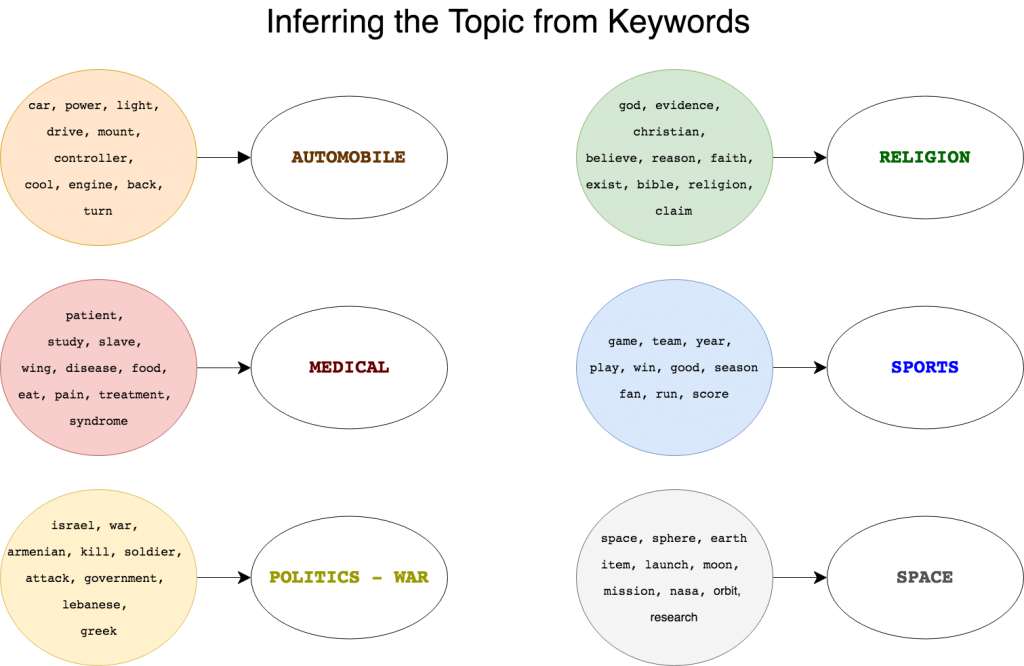 Inferring the Topic from Keywords
car, power, light,
drive, mount,
controller,
cool, engine, back,
turn
AUTOMOBILE
god, evidence,
christian,
believe, reason, faith,
exist, bible, religion,
claim
RELIGION
patient,
study, slave,
wing, disease, food,
eat, pain, treatment,
syndrome
MEDICAL
game, team, year,
play, win, good, season
fan, run, score
SPORTS
israel, war,
armenian, kill, soldier,
attack, government,
lebanese,
greek
POLITICS - WAR
space, sphere, earth
item, launch, moon,
mission, nasa, orbit,
research
SPACE